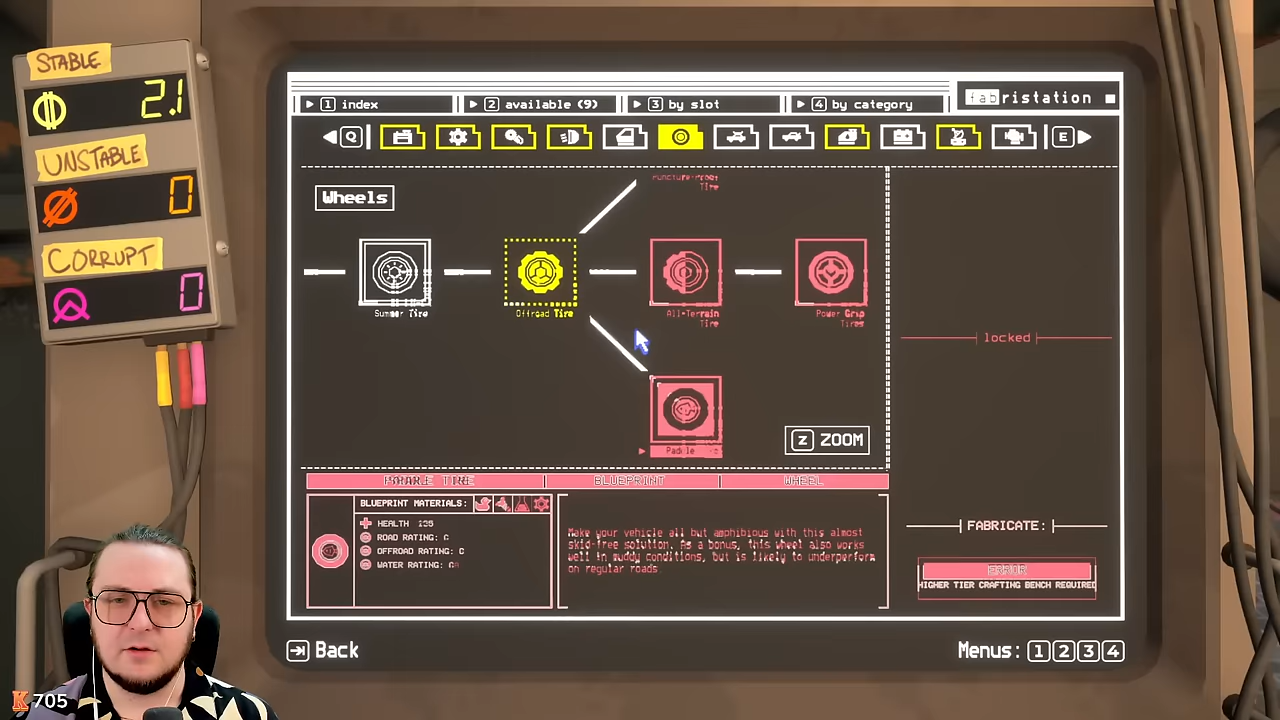 STABLE
2.1
UNSTABLE
0
CORRUPT
0
1 index
2 available (9)
3 by slot
4 by category
fabristation
Q
E
Wheels
Tire
Summer Tire
Offroad Tire
All-Terrain
Tire
Power Grip
Tires
locked
Z ZOOM
BLUEPRINT
WHEEL
BLUEPRINT MATERIALS:
HEALTH
ROAD RATING:
OFFROAD RATING: C
WATER RATING:
Make your vehicle all but amphibious with this almost
skid-free solution. As a bonus, this wheel also works
well in muddy conditions, but is likely to underperform
on regular roads.
FABRICATE:
ERROR
HIGHER TIER CRAFTING BENCH REQUIRED
Back
Menus: 1 2 3 4
K 705